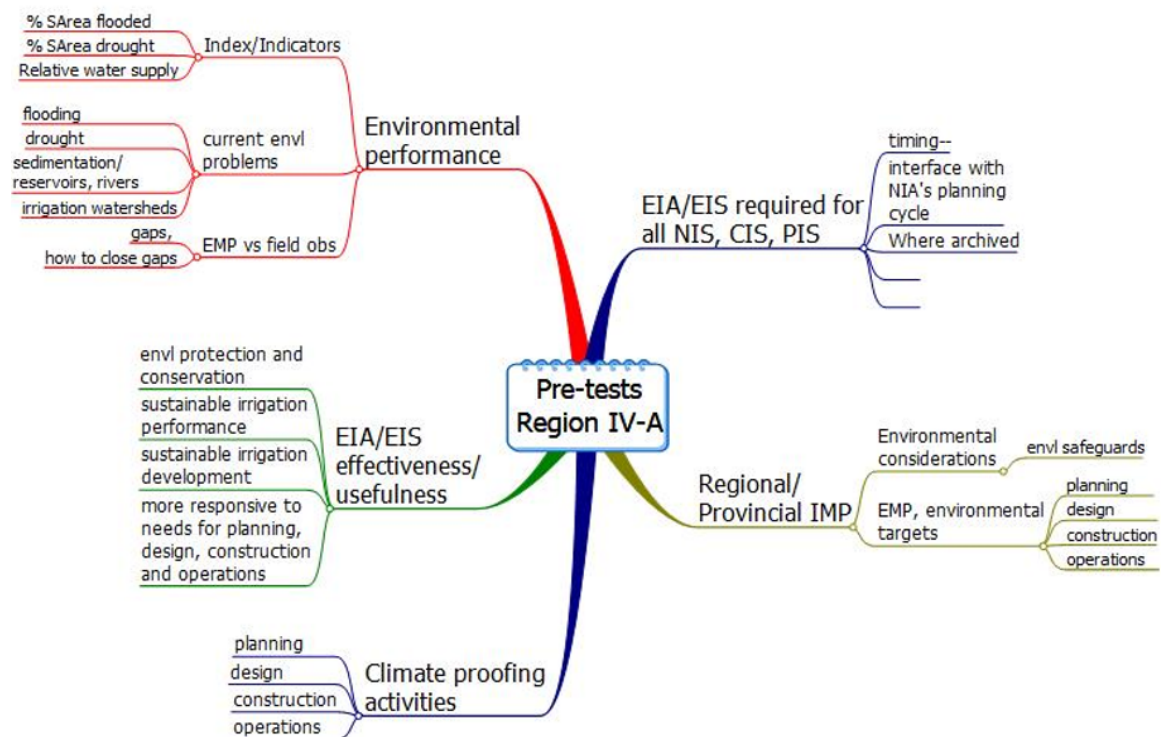 % SArea flooded
% SArea drought
Relative water supply
Index/Indicators
flooding
drought
sedimentation/
reservoirs, rivers
irrigation watersheds
current envl
problems
gaps,
how to close gaps
EMP vs field obs
Environmental
performance
EIA/EIS required for
all NIS, CIS, PIS
timing--
interface with
NIA's planning
cycle
Where archived
Pre-tests
Region IV-A
envl protection and
conservation
sustainable irrigation
performance
sustainable irrigation
development
more responsive to
needs for planning,
design, construction
and operations
EIA/EIS
effectiveness/
usefulness
Regional/
Provincial IMP
Environmental
considerations
envl safeguards
EMP, environmental
targets
planning
design
construction
operations
planning
design
construction
operations
Climate proofing
activities